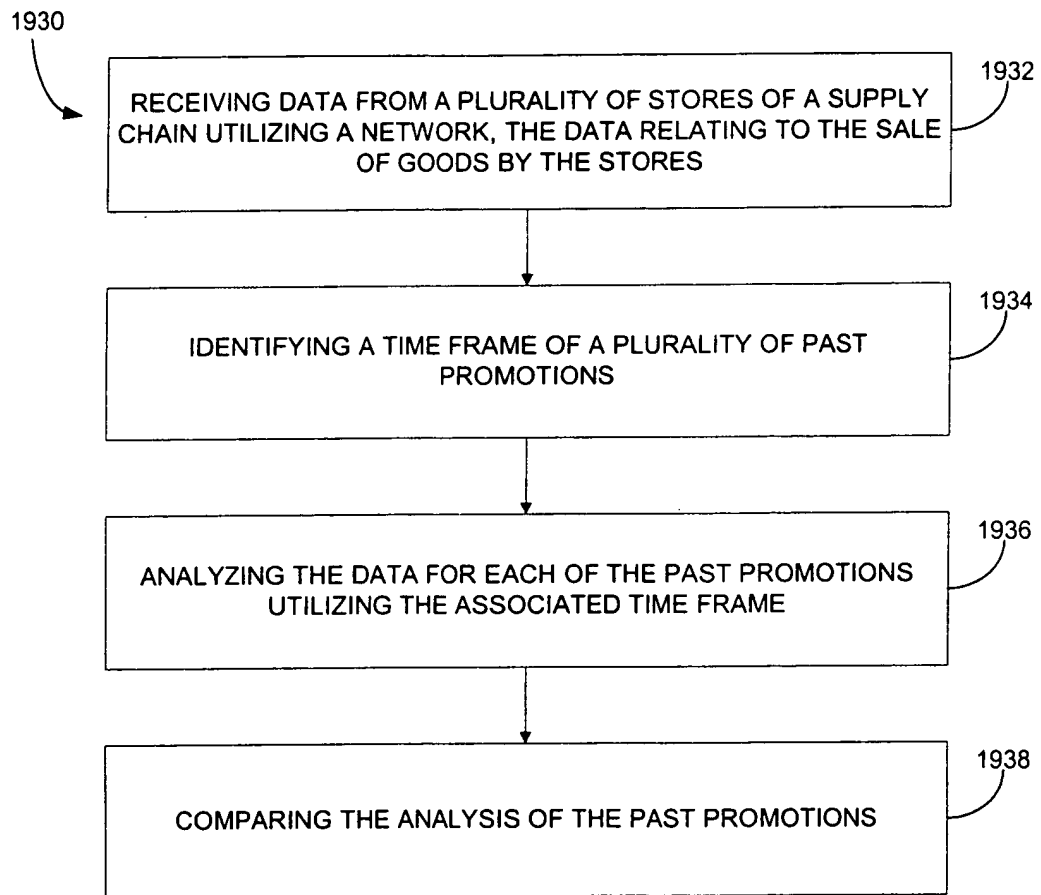 1930
1932
RECEIVING DATA FROM A PLURALITY OF STORES OF A SUPPLY
CHAIN UTILIZING A NETWORK, THE DATA RELATING TO THE SALE
OF GOODS BY THE STORES
1934
IDENTIFYING A TIME FRAME OF A PLURALITY OF PAST
PROMOTIONS
1936
ANALYZING THE DATA FOR EACH OF THE PAST PROMOTIONS
UTILIZING THE ASSOCIATED TIME FRAME
1938
COMPARING THE ANALYSIS OF THE PAST PROMOTIONS